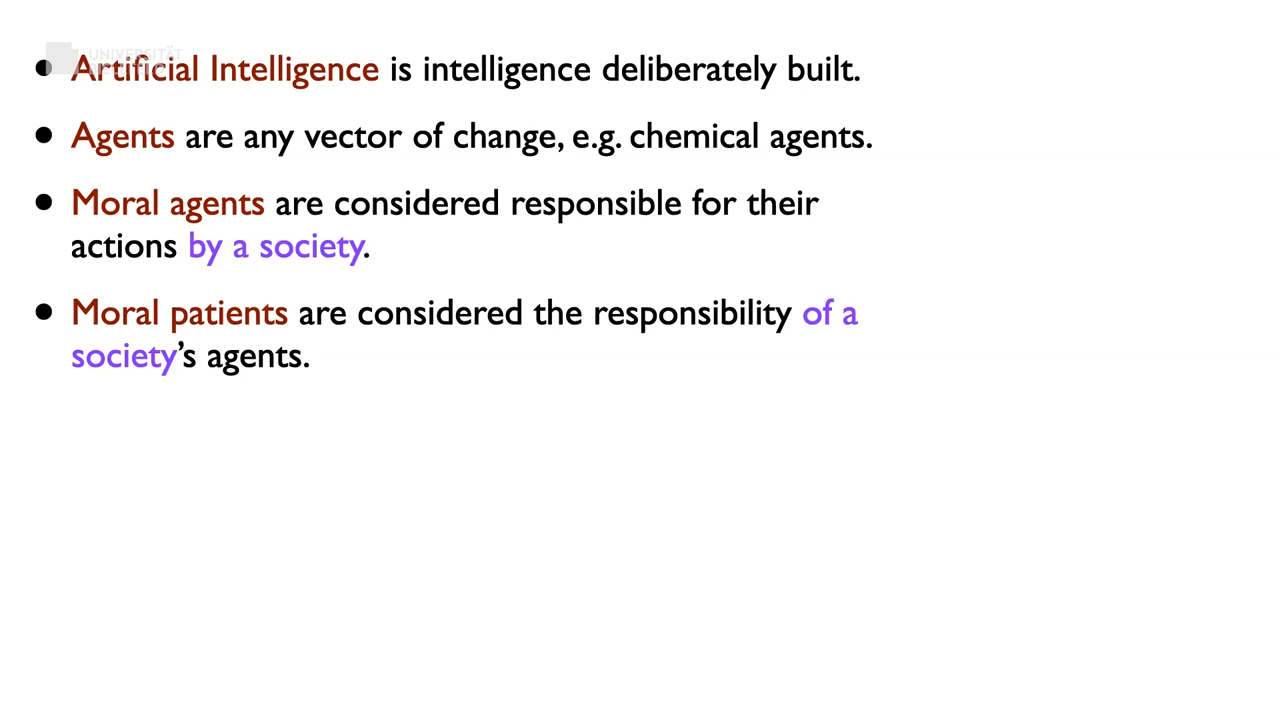 UNIVERSITÄT
• Artificial Intelligence is intelligence deliberately built.
• Agents are any vector of change, e.g. chemical agents.
• Moral agents are considered responsible for their
actions by a society.
• Moral patients are considered the responsibility of a
society’s agents.